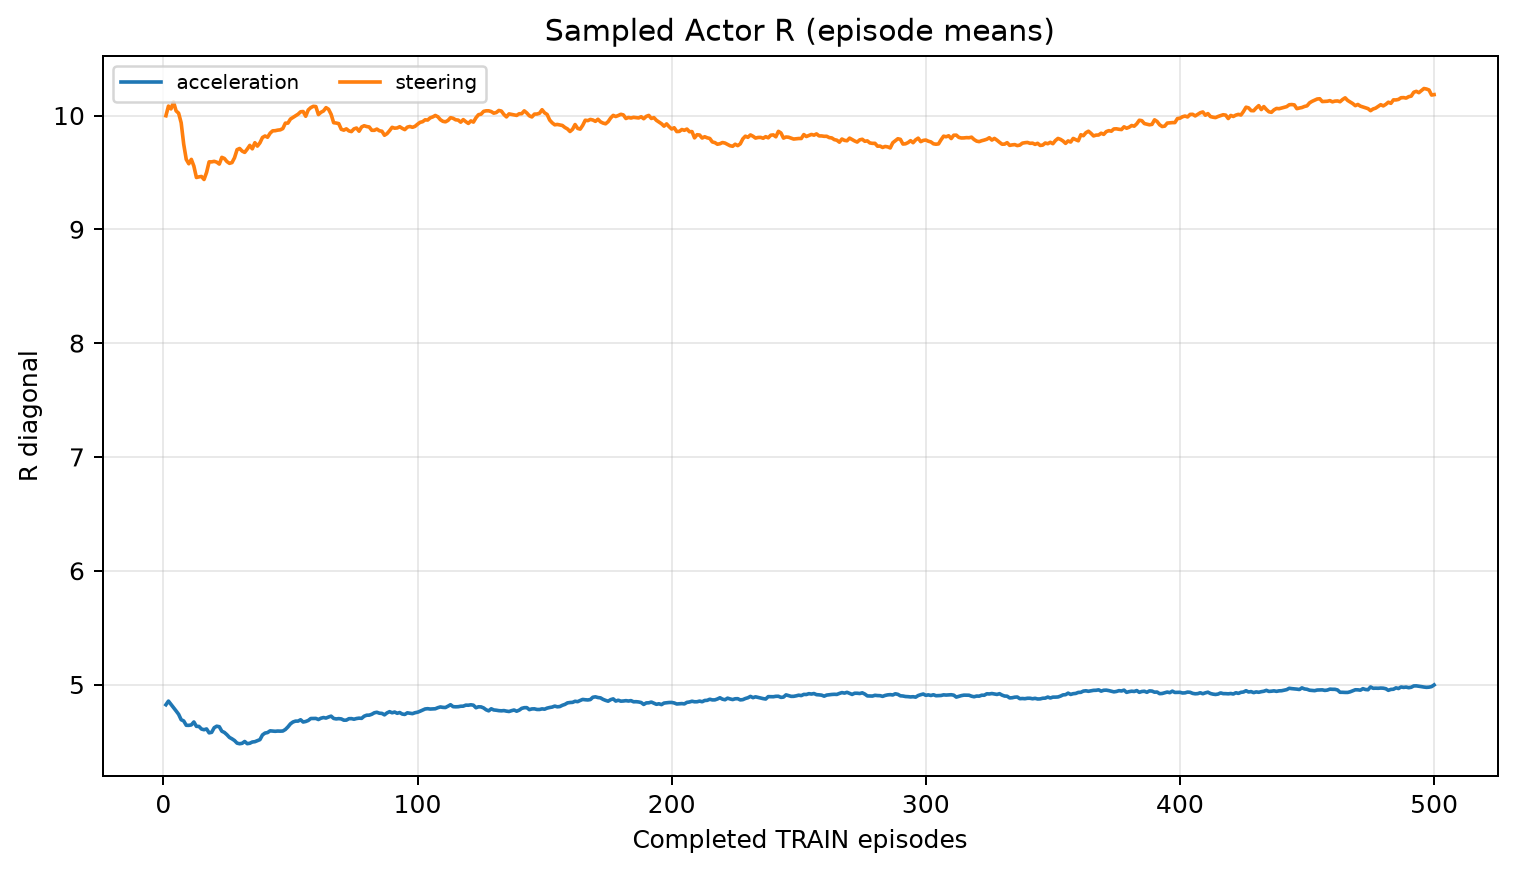 Sampled Actor R (episode means)
acceleration steering
10
9
8
7
6
5
R diagonal
0 100 200 300 400 500
Completed TRAIN episodes